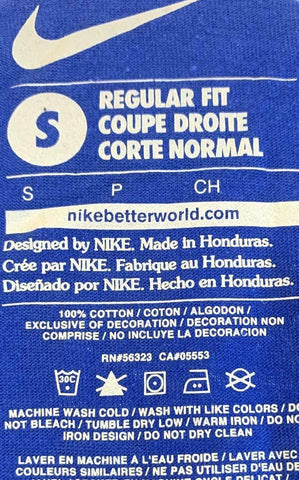 S
REGULAR FIT
COUPE DROITE
CORTE NORMAL
S P CH
nikebetterworld.com
Designed by NIKE. Made in Honduras.
Crée par NIKE. Fabrique au Honduras.
Diseñado por NIKE. Hecho en Honduras.
100% COTTON / COTON / ALGODON /
EXCLUSIVE OF DECORATION / DECORATION NON
COMPRISE / NO INCLUYE LA DECORACION
RN#56323 CA#05553
30C
MACHINE WASH COLD / WASH WITH LIKE COLORS / DO
NOT BLEACH / TUMBLE DRY LOW / WARM IRON / DO NO
IRON DESIGN / DO NOT DRY CLEAN
LAVER EN MACHINE A L'EAU FROIDE / LAVER AVEC
COULEURS SIMILAIRES / NE PAS UTILISER D'EAU DE